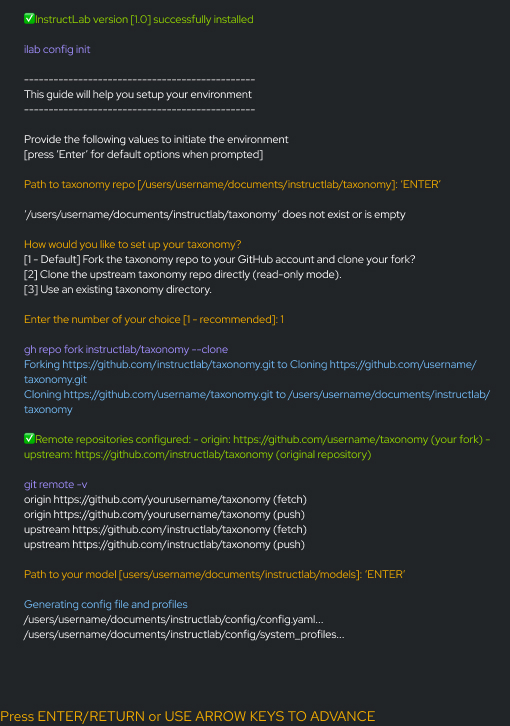 ✅InstructLab version [1.0] successfully installed
ilab config init
------------------------------------------------
This guide will help you setup your environment
------------------------------------------------
Provide the following values to initiate the environment
[press 'Enter' for default options when prompted]
Path to taxonomy repo [/users/username/documents/instructlab/taxonomy]: 'ENTER'
'/users/username/documents/instructlab/taxonomy' does not exist or is empty
How would you like to set up your taxonomy?
[1 - Default] Fork the taxonomy repo to your GitHub account and clone your fork?
[2] Clone the upstream taxonomy repo directly (read-only mode).
[3] Use an existing taxonomy directory.
Enter the number of your choice [1 - recommended]: 1
gh repo fork instructlab/taxonomy --clone
Forking https://github.com/instructlab/taxonomy.git to Cloning https://github.com/username/
taxonomy.git
Cloning https://github.com/username/taxonomy.git to /users/username/documents/instructlab/
taxonomy
✅Remote repositories configured: - origin: https://github.com/username/taxonomy (your fork) -
upstream: https://github.com/instructlab/taxonomy (original repository)
git remote -v
origin https://github.com/yourusername/taxonomy (fetch)
origin https://github.com/yourusername/taxonomy (push)
upstream https://github.com/instructlab/taxonomy (fetch)
upstream https://github.com/instructlab/taxonomy (push)
Path to your model [users/username/documents/instructlab/models]: 'ENTER'
Generating config file and profiles
/users/username/documents/instructlab/config/config.yaml...
/users/username/documents/instructlab/config/system_profiles...
Press ENTER/RETURN or USE ARROW KEYS TO ADVANCE